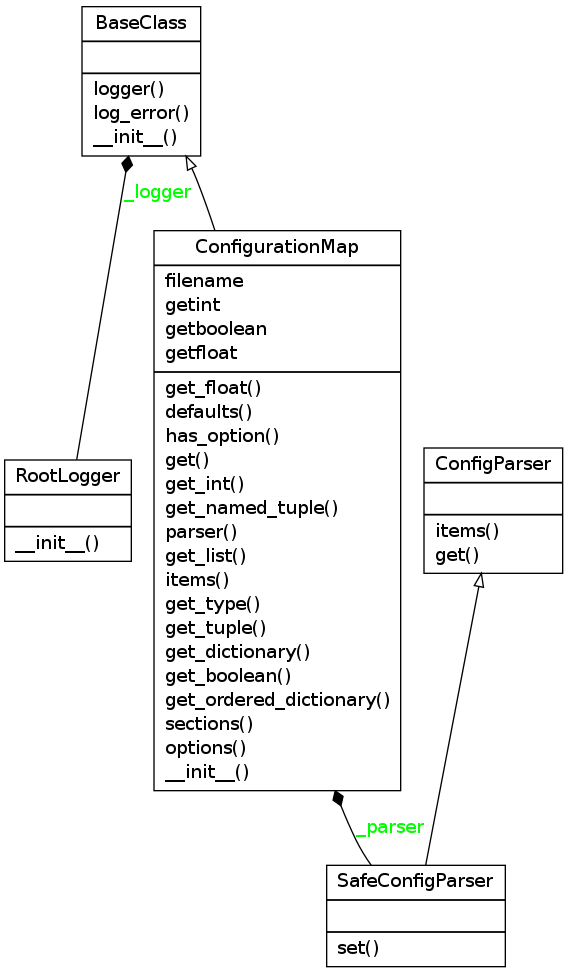 BaseClass
logger()
log_error()
__init__()
_logger
ConfigurationMap
filename
getint
getboolean
getfloat
get_float()
defaults()
has_option()
get()
get_int()
get_named_tuple()
parser()
get_list()
items()
get_type()
get_tuple()
get_dictionary()
get_boolean()
get_ordered_dictionary()
sections()
options()
__init__()
RootLogger
__init__()
ConfigParser
items()
get()
_parser
SafeConfigParser
set()